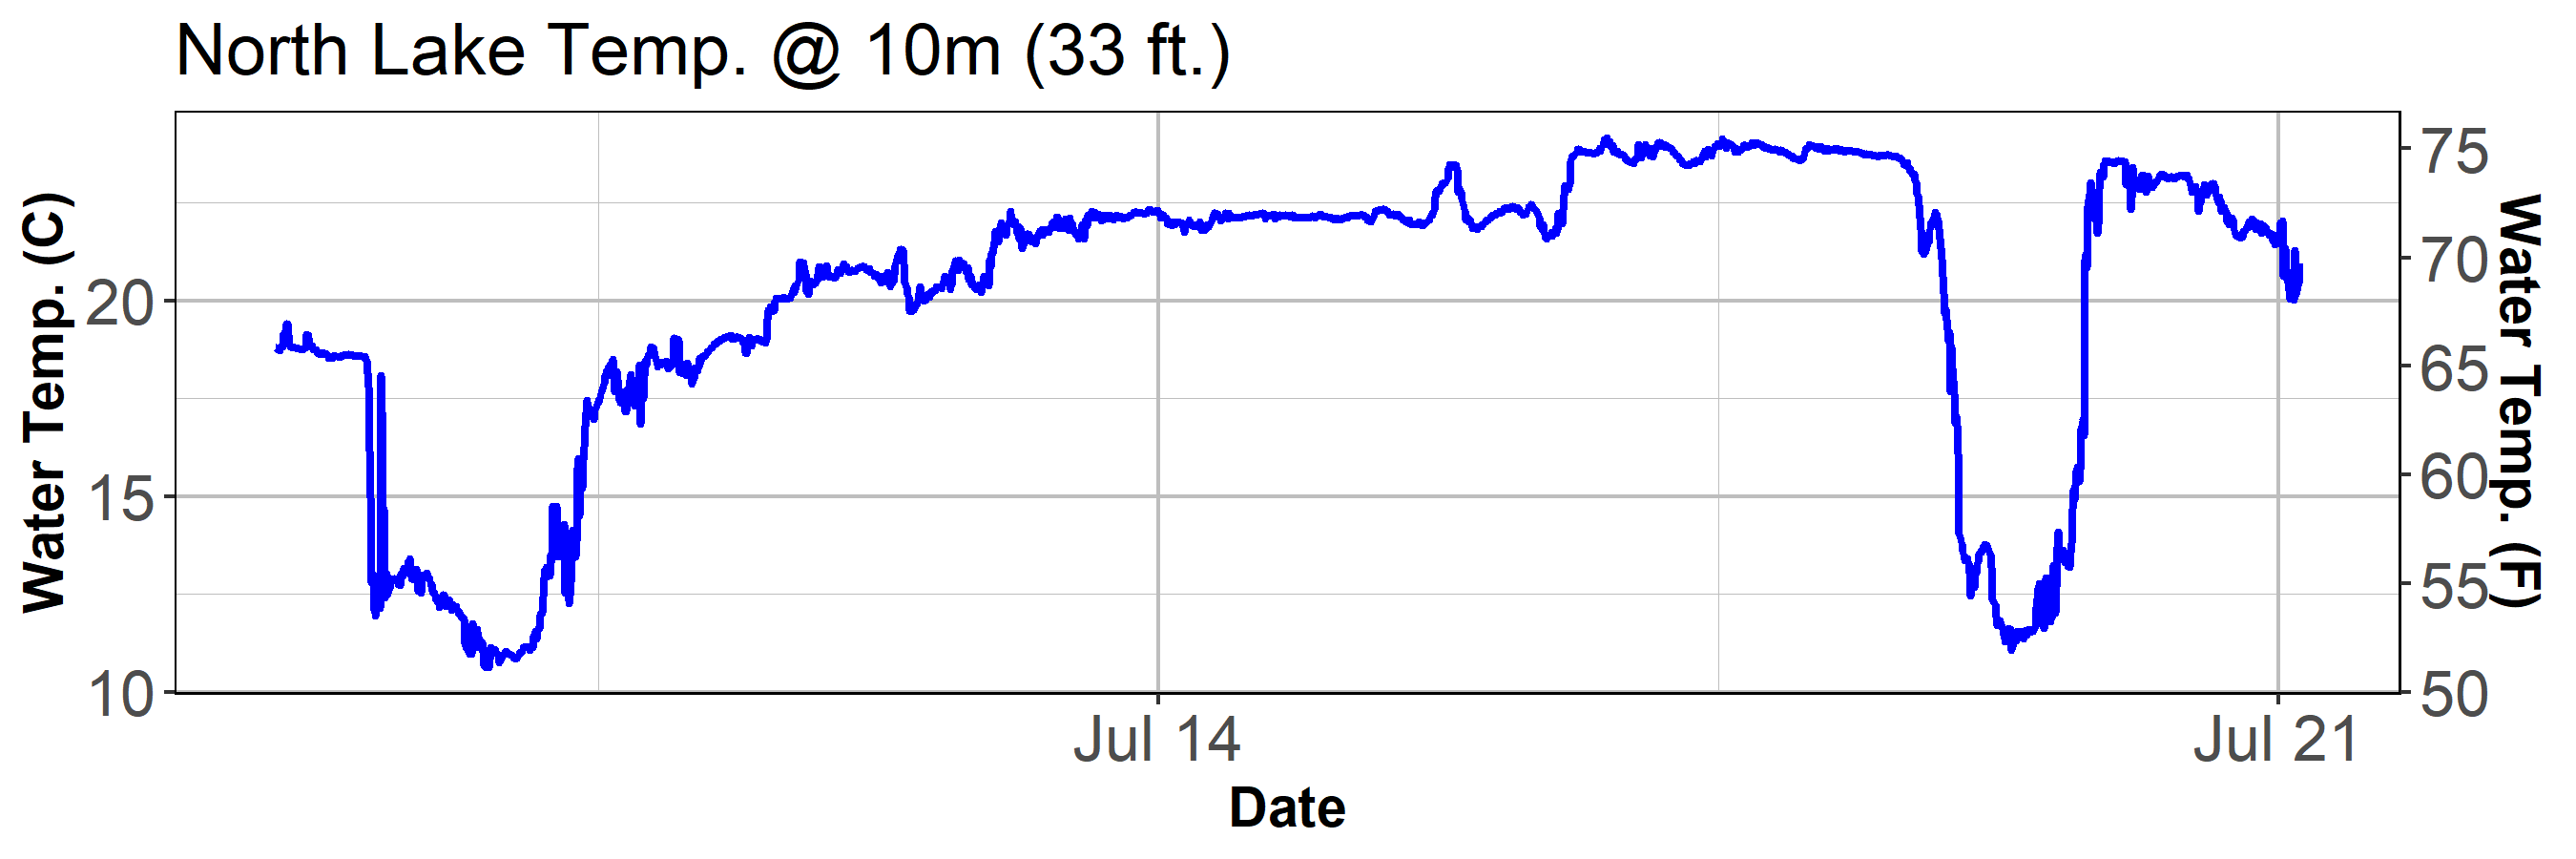 North Lake Temp. @ 10m (33 ft.)
Water Temp. (C)
20
15
10
75
70
65
60
55
50
Water Temp. (F)
Jul 14
Jul 21
Date